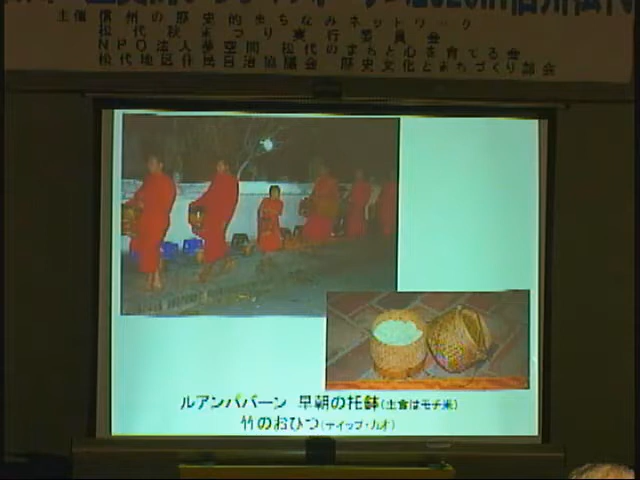 主催 信州の歴史的まちなみネットワーク
松代秋まつり実行委員会
NPO法人夢空間 松代のまちと心を育てる会
松代地区住民自治協議会 歴史文化とまちづくり部会
ルアンパバーン 早朝の托鉢(主食はモチ米)
竹のおひつ(ティップ・カオ)